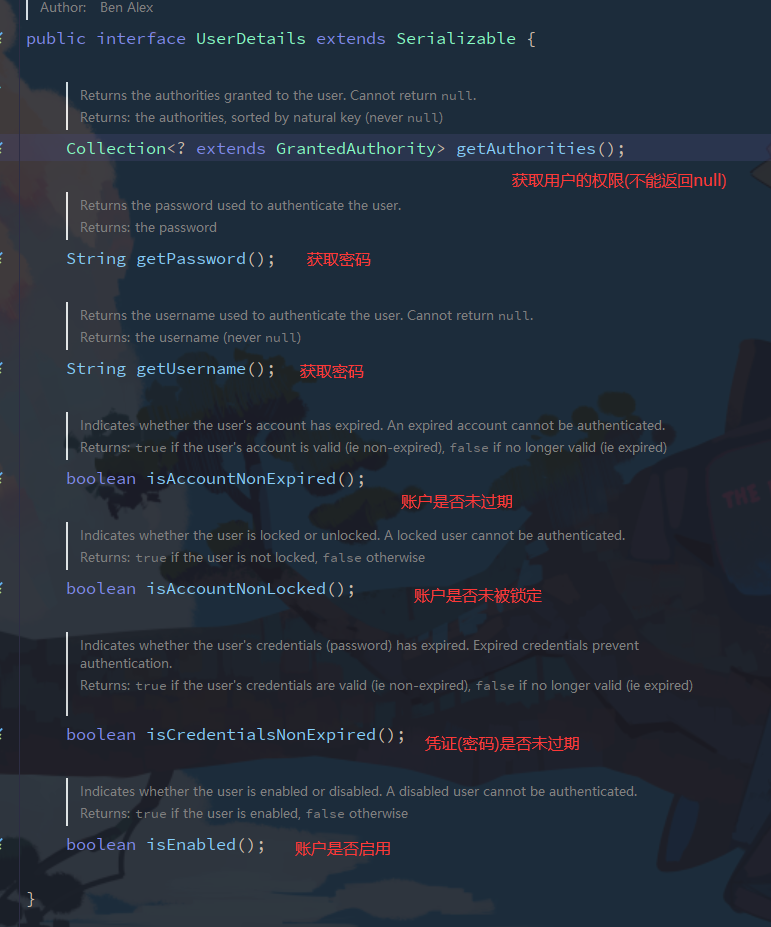 Author: Ben Alex
public interface UserDetails extends Serializable {
Returns the authorities granted to the user. Cannot return null.
Returns: the authorities, sorted by natural key (never null)
Collection<? extends GrantedAuthority> getAuthorities();
获取用户的权限(不能返回null)
Returns the password used to authenticate the user.
Returns: the password
String getPassword(); 获取密码
Returns the username used to authenticate the user. Cannot return null.
Returns: the username (never null)
String getUsername(); 获取密码
Indicates whether the user's account has expired. An expired account cannot be authenticated.
Returns: true if the user's account is valid (ie non-expired), false if no longer valid (ie expired)
boolean isAccountNonExpired();
账户是否未过期
Indicates whether the user is locked or unlocked. A locked user cannot be authenticated.
Returns: true if the user is not locked, false otherwise
boolean isAccountNonLocked(); 账户是否未被锁定
Indicates whether the user's credentials (password) has expired. Expired credentials prevent
authentication.
Returns: true if the user's credentials are valid (ie non-expired), false if no longer valid (ie expired)
boolean isCredentialsNonExpired(); 凭证(密码)是否未过期
Indicates whether the user is enabled or disabled. A disabled user cannot be authenticated.
Returns: true if the user is enabled, false otherwise
boolean isEnabled(); 账户是否启用
}
THE